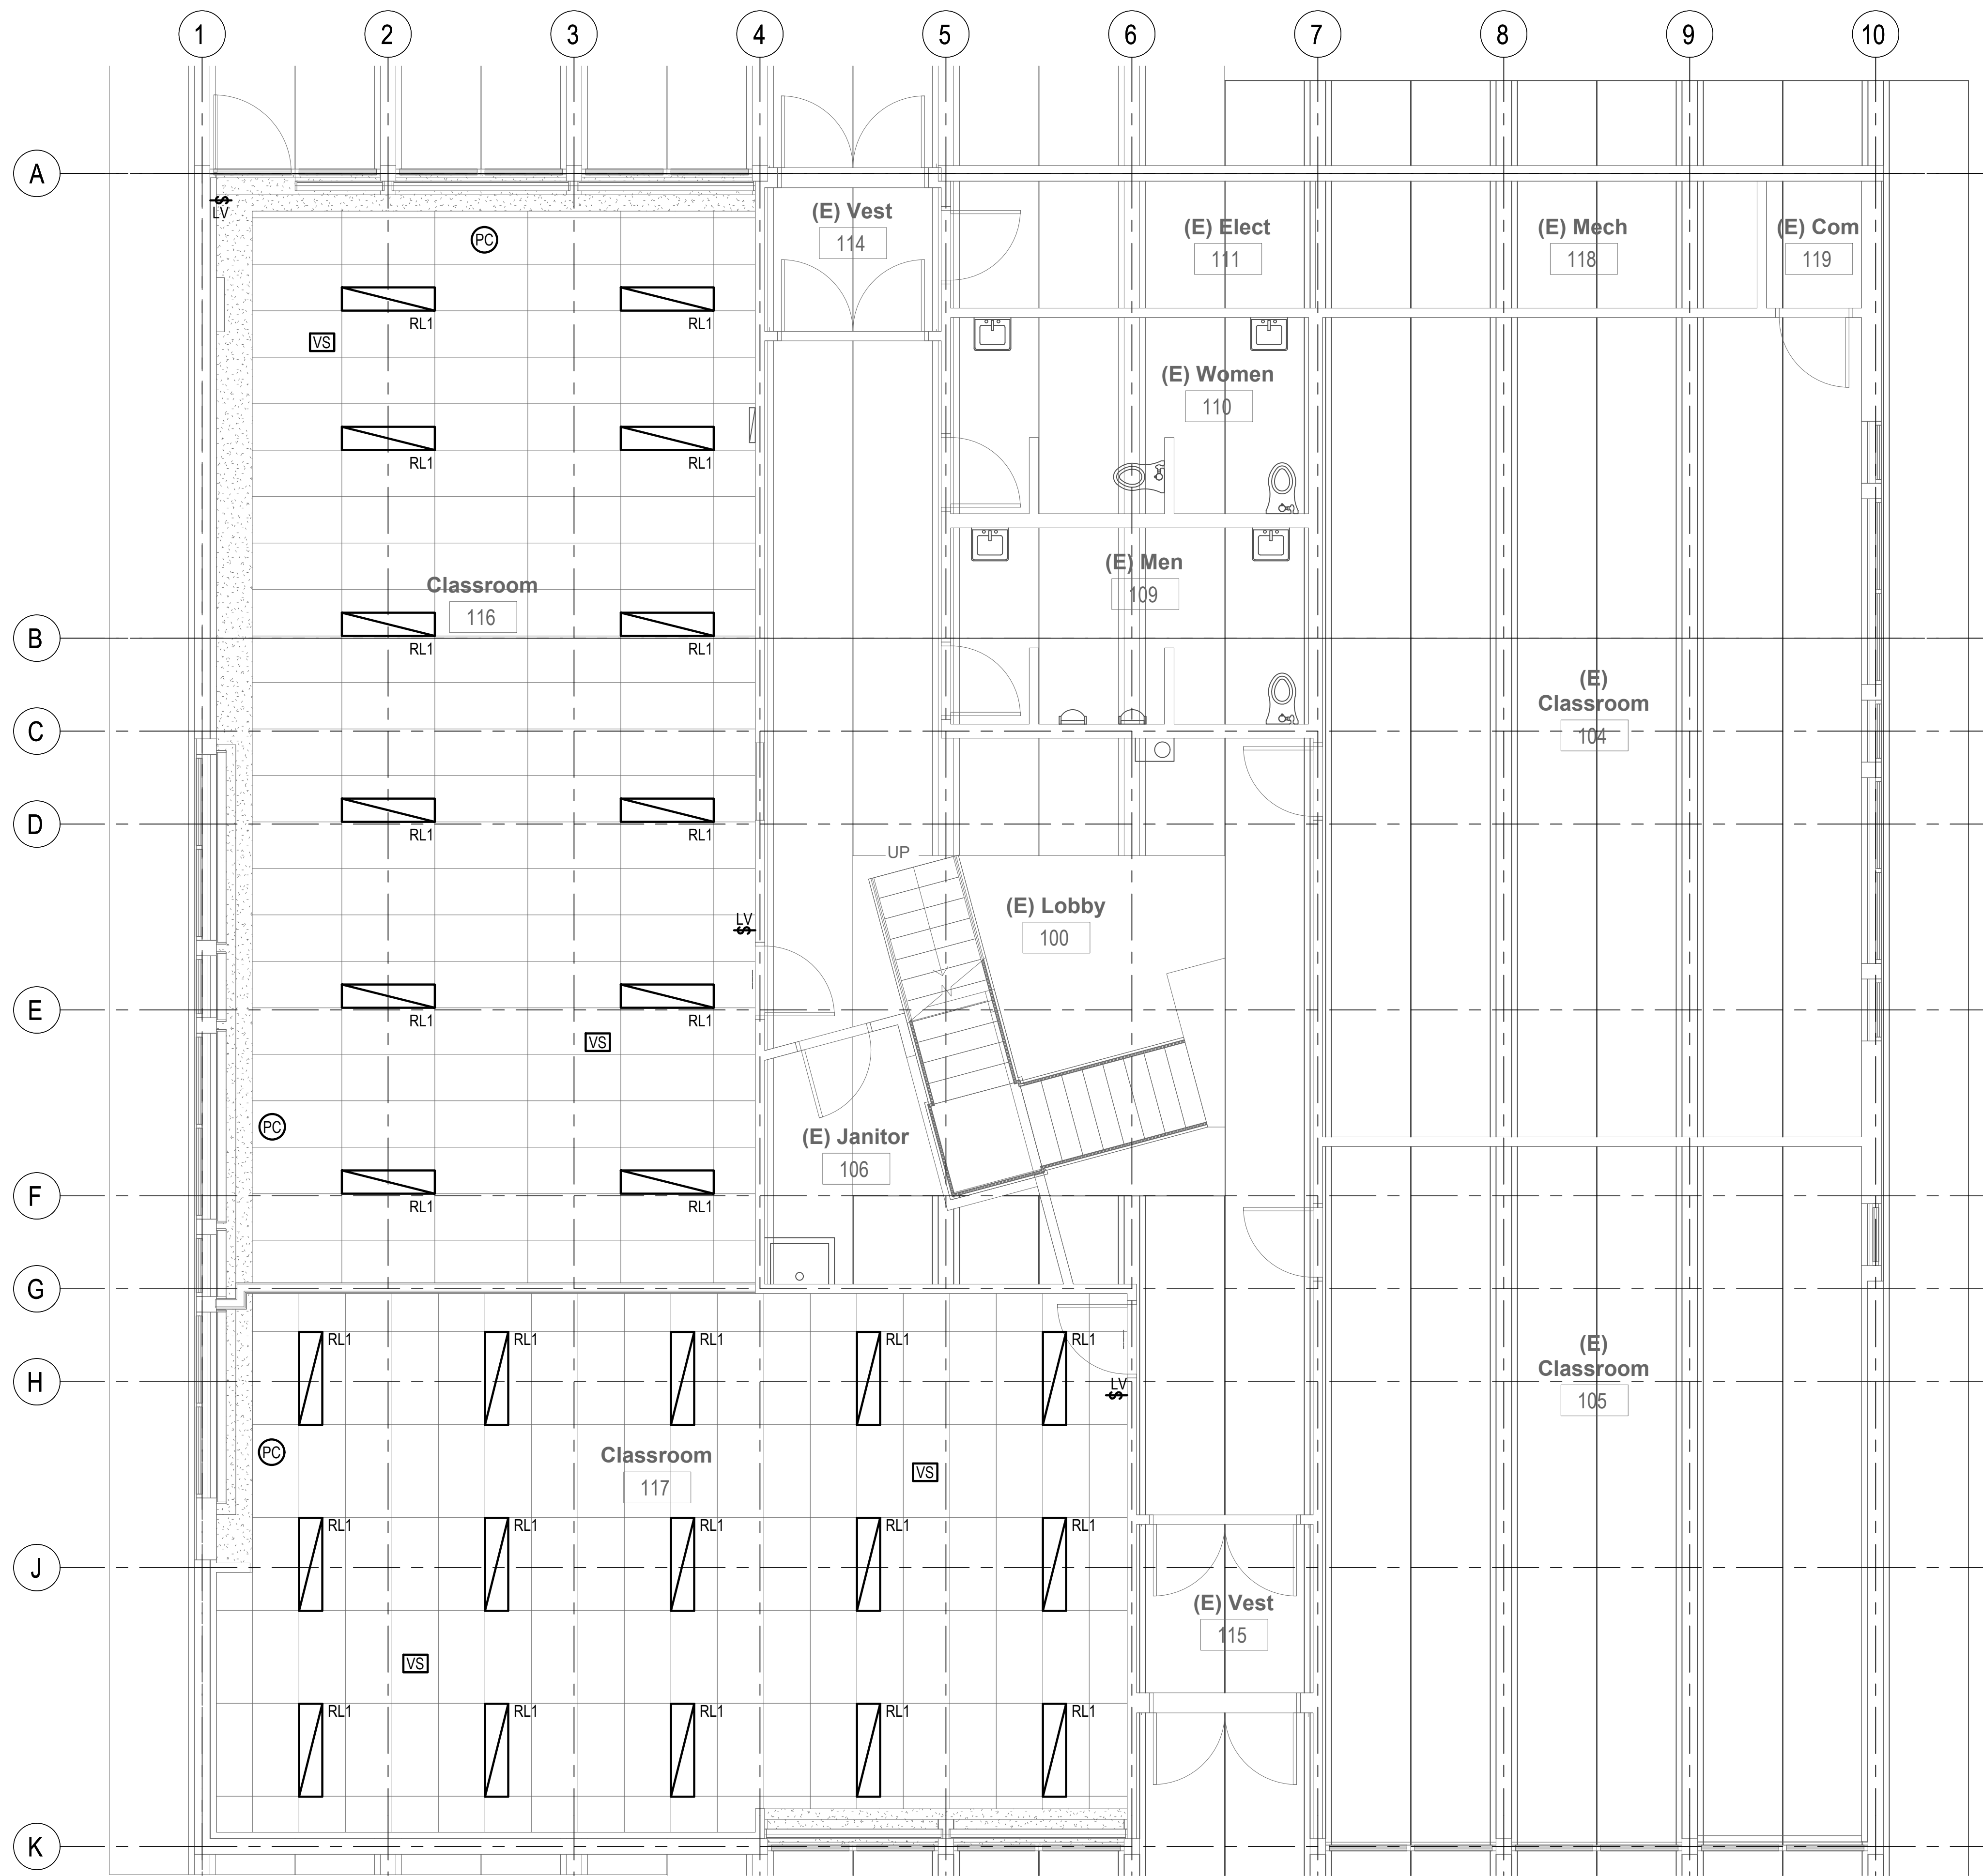 1 2 3 4 5 6 7 8 9 10
A
LV
PC
(E) Vest
114
(E) Elect
111
(E) Mech
118
(E) Com
119
RL1 RL1
VS
(E) Women
110
RL1 RL1
(E) Men
109
Classroom
116
B
RL1 RL1
(E)
Classroom
104
C
D
RL1 RL1
UP
(E) Lobby
100
LV
E
RL1 RL1
VS
PC
(E) Janitor
106
F
RL1 RL1
G
RL1 RL1 RL1 RL1 RL1
(E)
Classroom
105
H
LV
PC
Classroom
117
VS
RL1 RL1 RL1 RL1 RL1
J
(E) Vest
115
VS
RL1 RL1 RL1 RL1 RL1
K